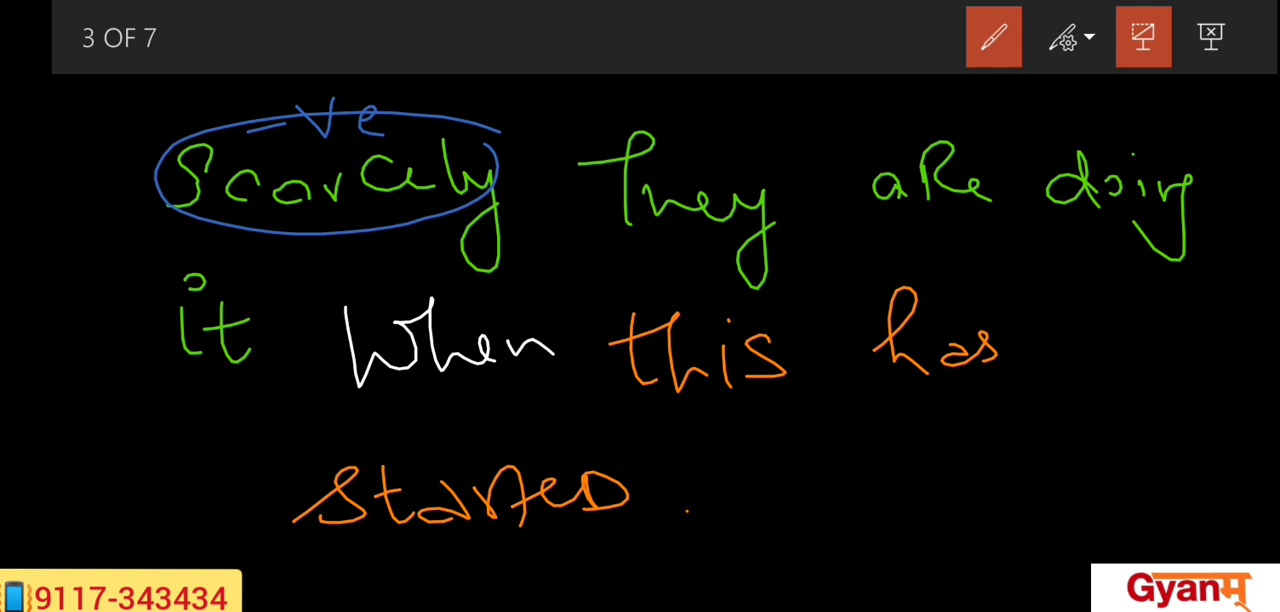 3 OF 7
-ve
Scarcely They aRe doing
it When this has
started.
9117-343434
Gyanम्